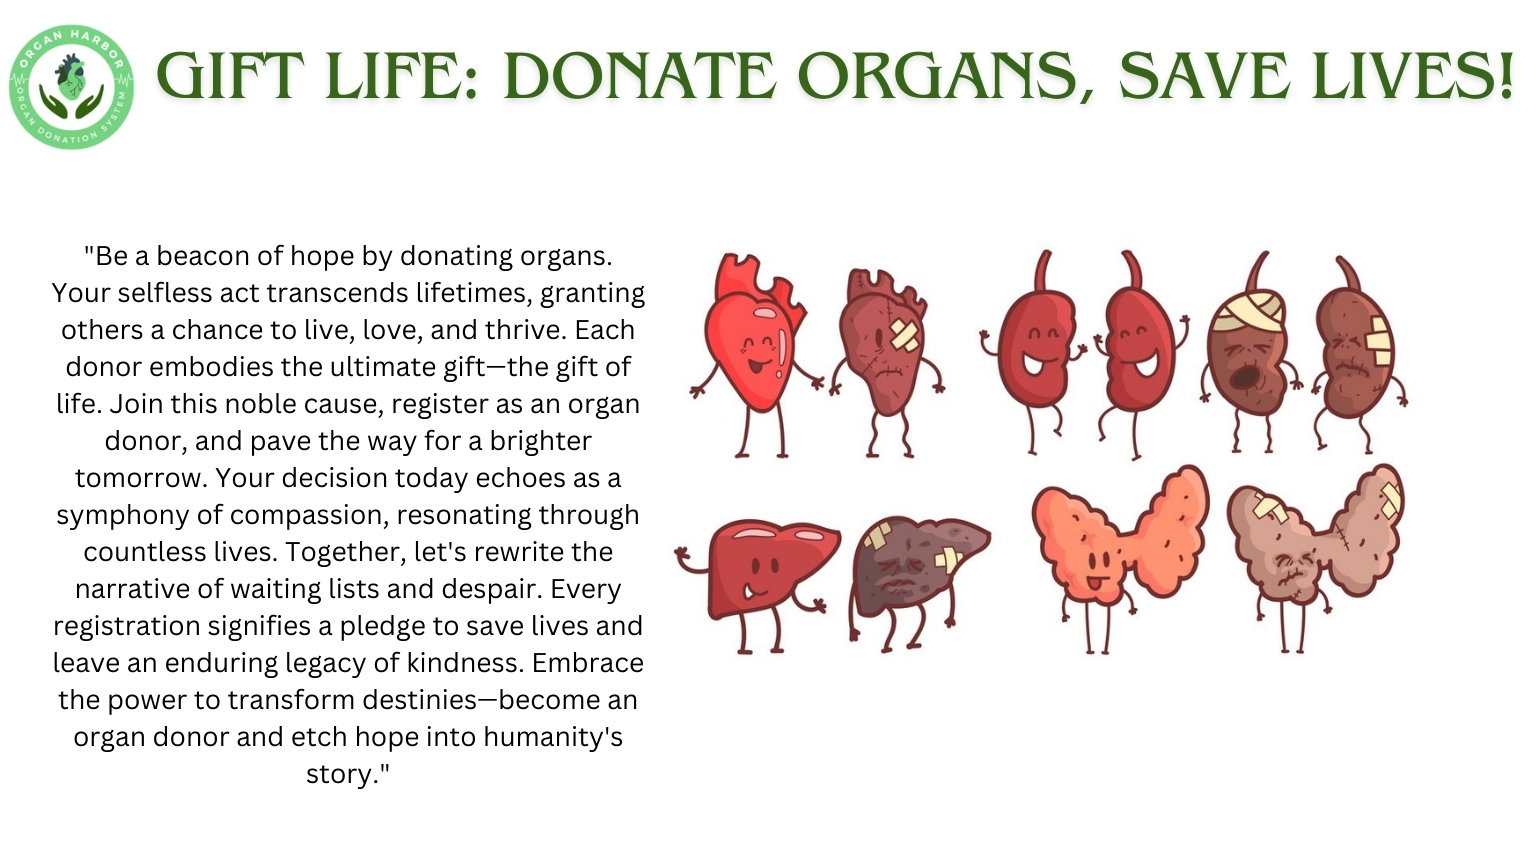 ORGAN HARBOR
ORGAN DONATION SYSTEM
GIFT LIFE: DONATE ORGANS, SAVE LIVES!
"Be a beacon of hope by donating organs.
Your selfless act transcends lifetimes, granting
others a chance to live, love, and thrive. Each
donor embodies the ultimate gift—the gift of
life. Join this noble cause, register as an organ
donor, and pave the way for a brighter
tomorrow. Your decision today echoes as a
symphony of compassion, resonating through
countless lives. Together, let's rewrite the
narrative of waiting lists and despair. Every
registration signifies a pledge to save lives and
leave an enduring legacy of kindness. Embrace
the power to transform destinies—become an
organ donor and etch hope into humanity's
story."